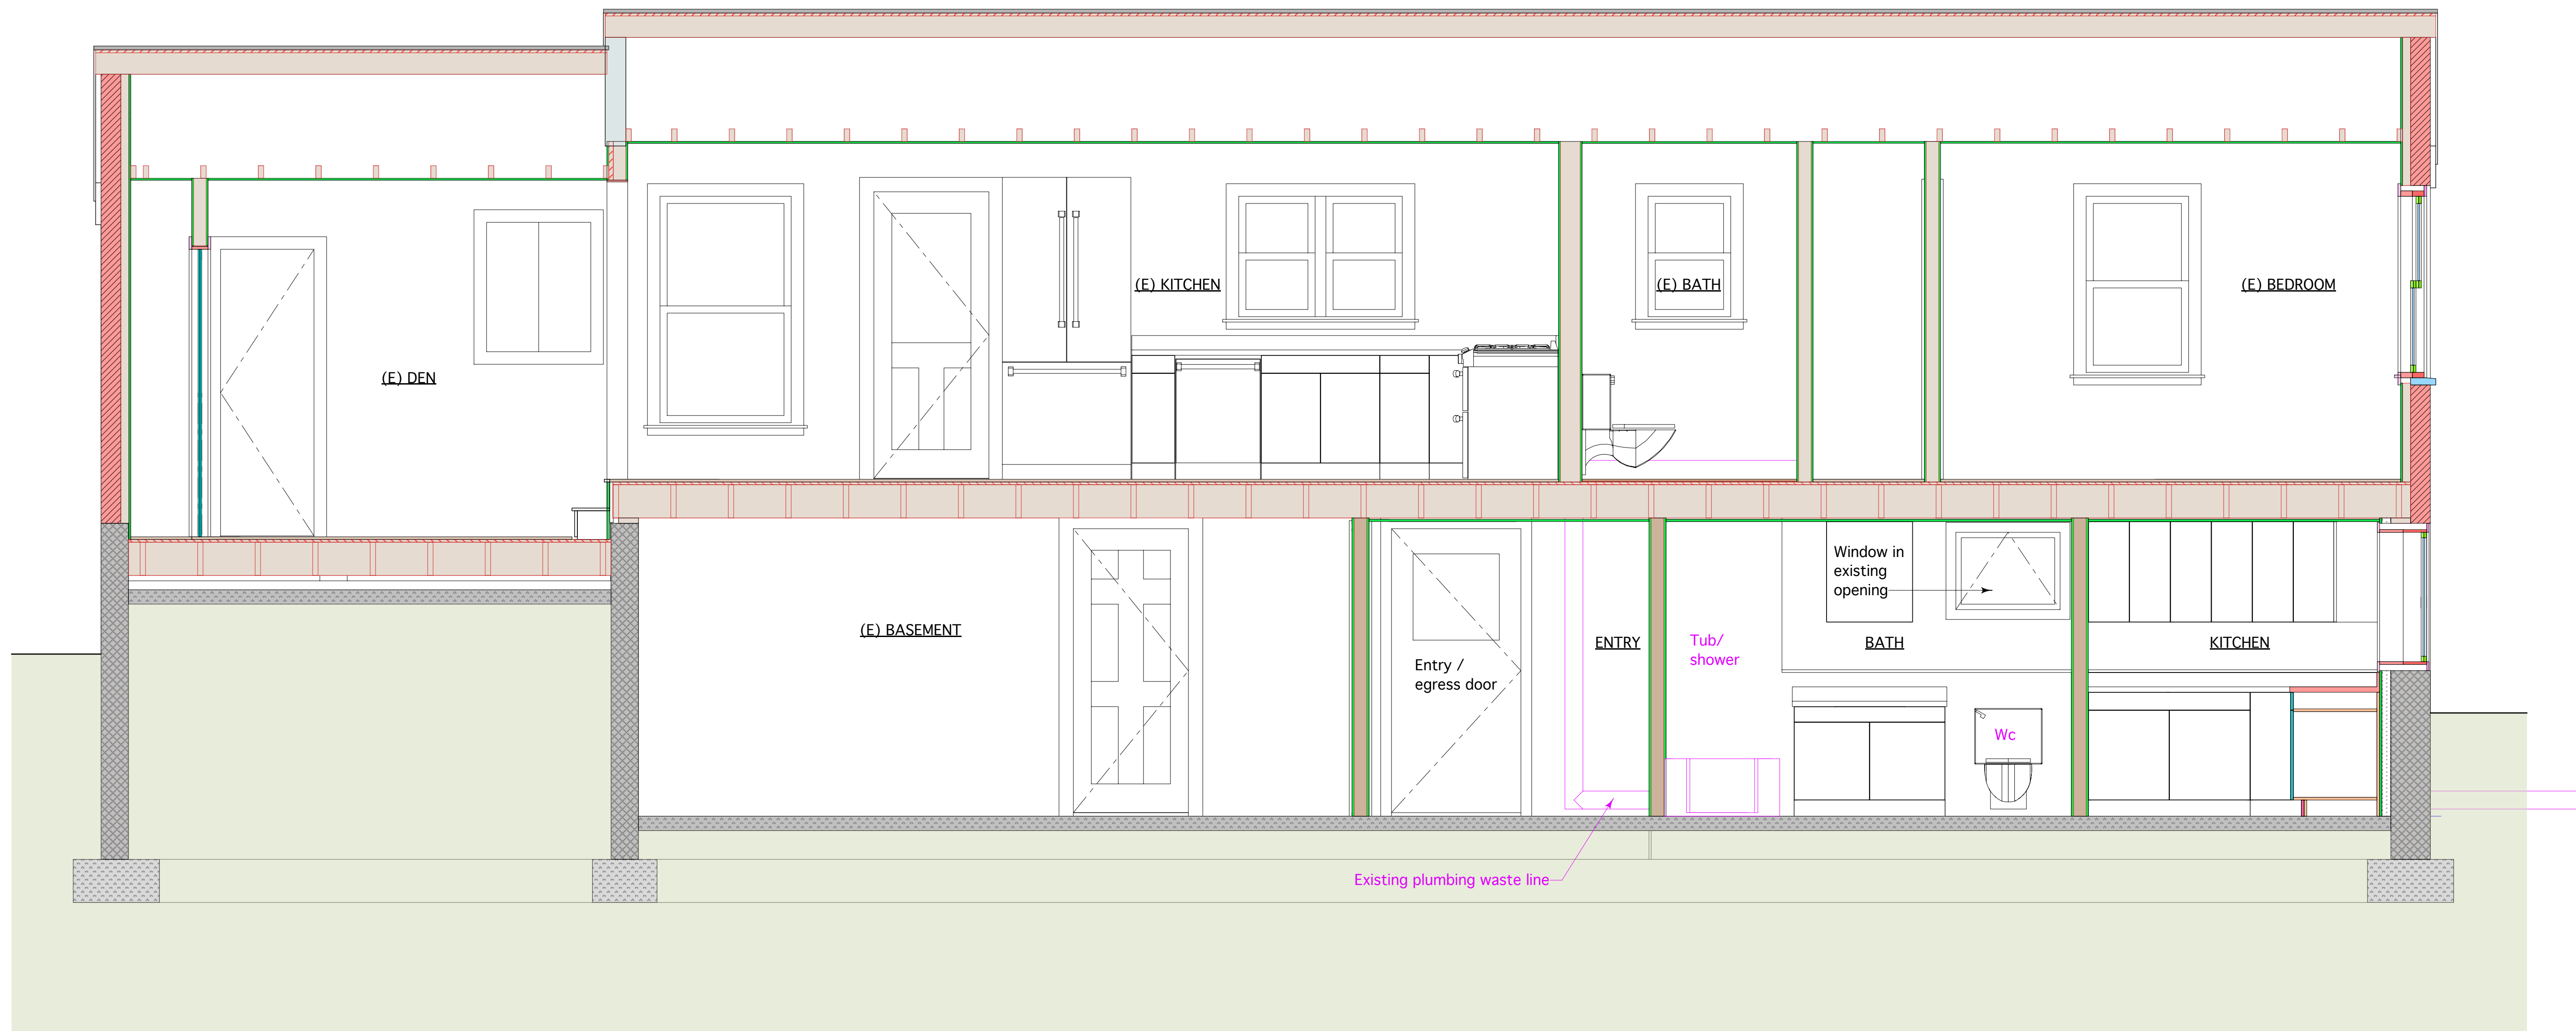 (E) KITCHEN
(E) BATH
(E) BEDROOM
(E) DEN
Window in
existing
opening
(E) BASEMENT
ENTRY
Tub/
shower
BATH
KITCHEN
Entry /
egress door
Wc
Existing plumbing waste line